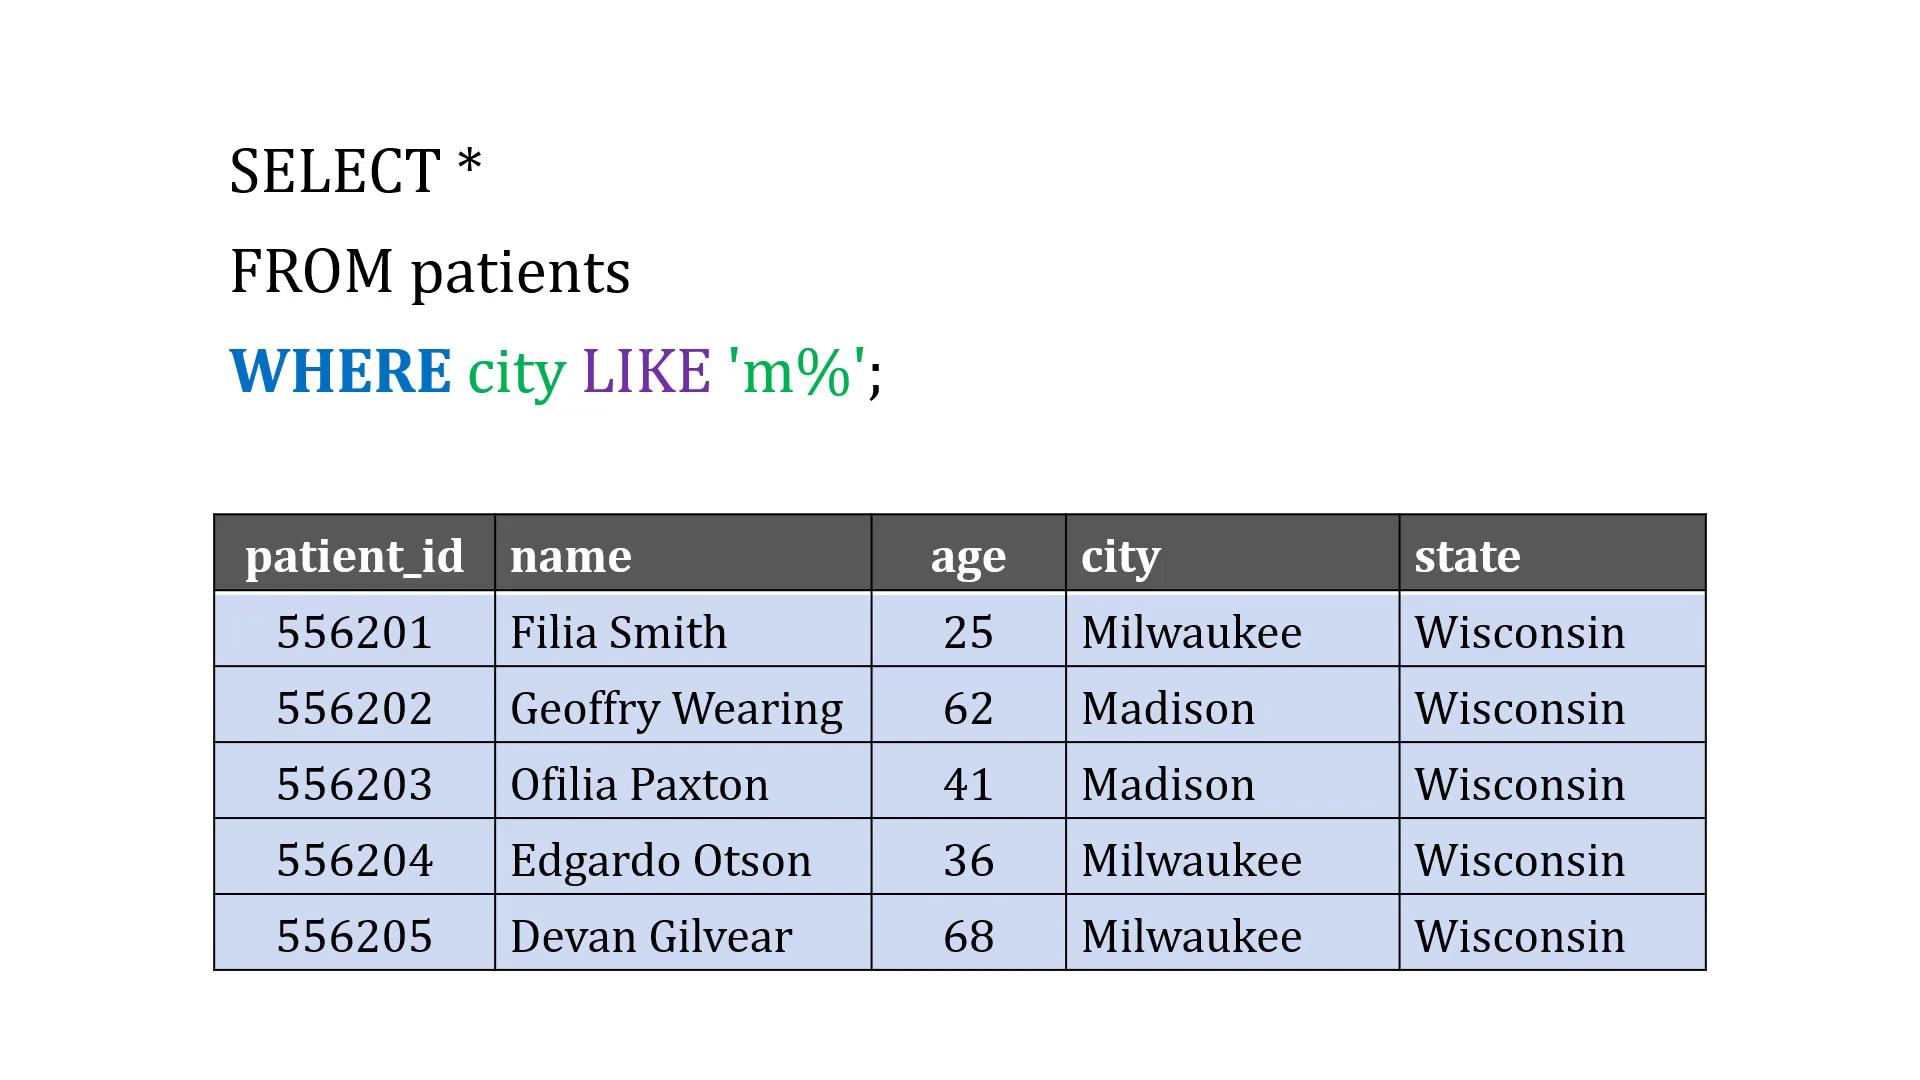 SELECT *
FROM patients
WHERE city LIKE 'm%';
patient_id name age city state
556201 Filia Smith 25 Milwaukee Wisconsin
556202 Geoffry Wearing 62 Madison Wisconsin
556203 Ofilia Paxton 41 Madison Wisconsin
556204 Edgardo Otson 36 Milwaukee Wisconsin
556205 Devan Gilvear 68 Milwaukee Wisconsin